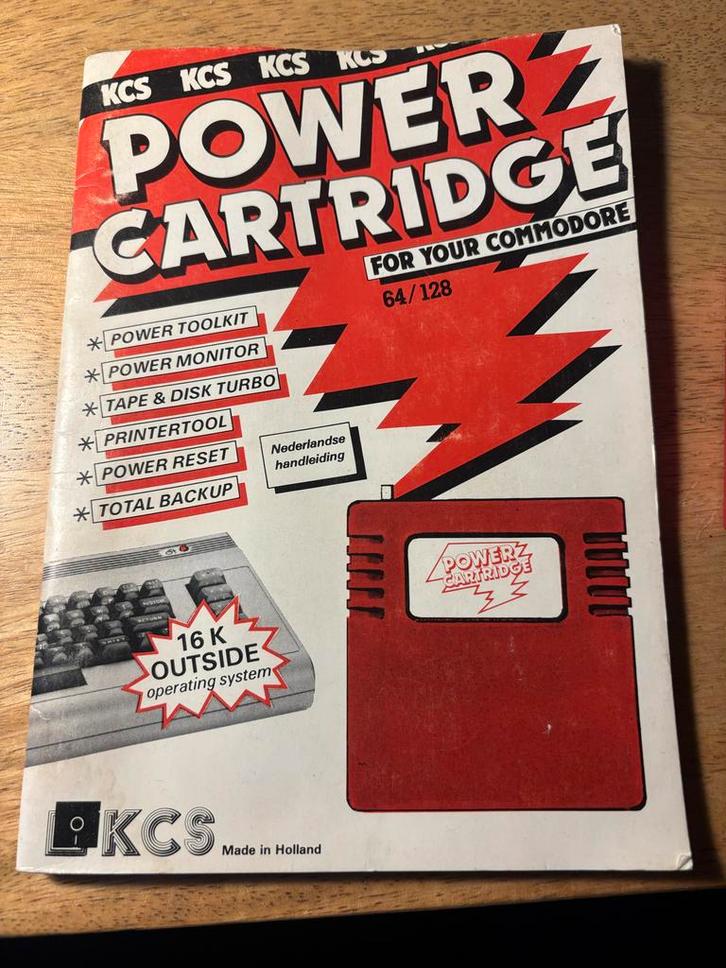 KCS KCS KCS KCS KCS
POWER
CARTRIDGE
FOR YOUR COMMODORE
64/128
* POWER TOOLKIT
* POWER MONITOR
* TAPE & DISK TURBO
* PRINTERTOOL
* POWER RESET
* TOTAL BACKUP
Nederlandse
handleiding
POWER
CARTRIDGE
16 K
OUTSIDE
operating system
KCS Made in Holland